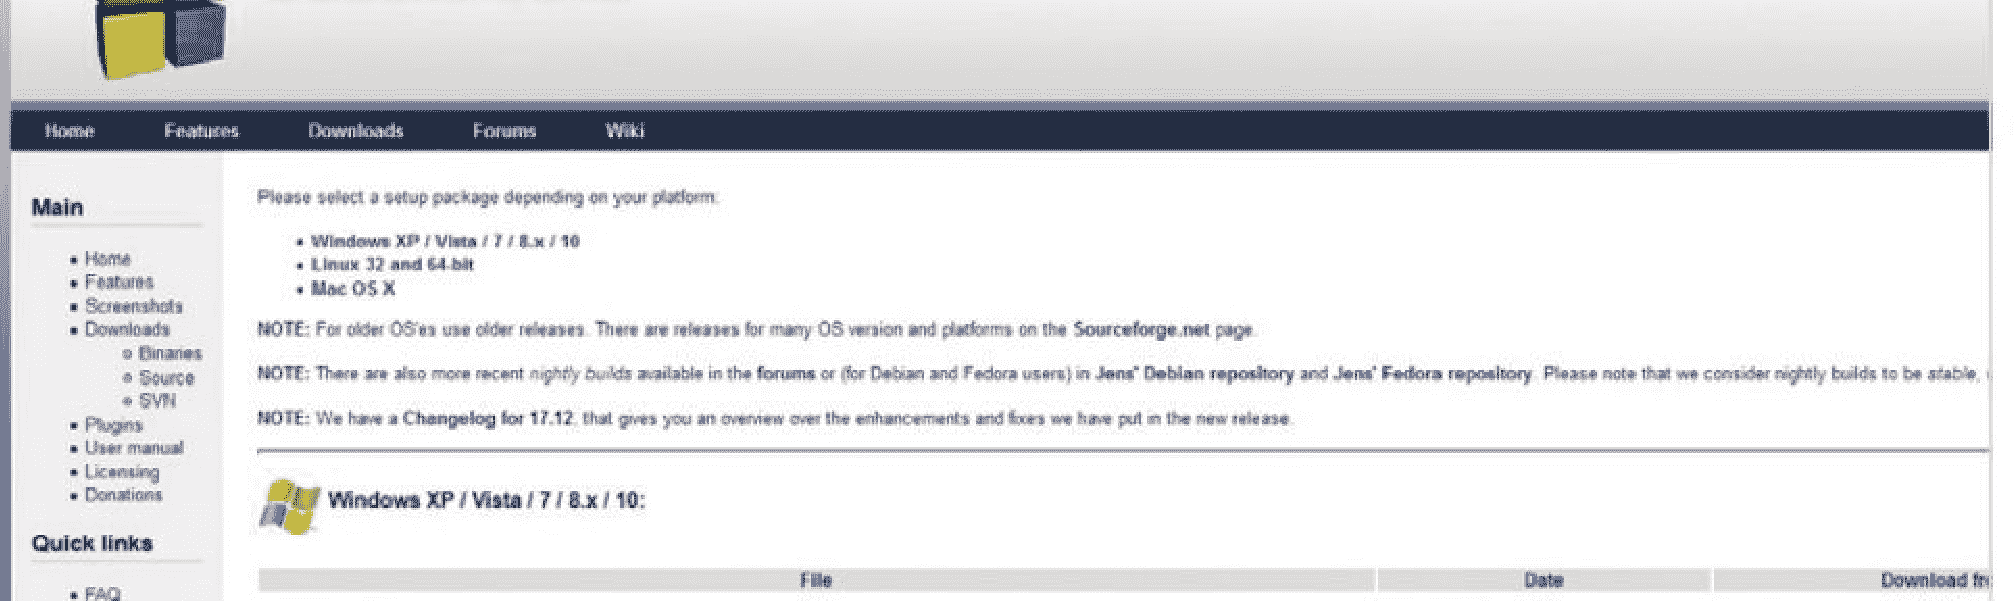 Home Features Downloads Forums Wiki
Main
Home
Features
Screenshots
Downloads
Binaries
Source
SVN
Plugins
User manual
Licensing
Donations
Quick links
FAQ
Please select a setup package depending on your platform:
Windows XP / Vista / 7 / 8.x / 10
Linux 32 and 64-bit
Mac OS X
NOTE: For older OS'es use older releases. There are releases for many OS version and platforms on the Sourceforge.net page.
NOTE: There are also more recent nightly builds available in the forums or (for Debian and Fedora users) in Jens' Debian repository and Jens' Fedora repository. Please note that we consider nightly builds to be stable,
NOTE: We have a Changelog for 17.12, that gives you an overview over the enhancements and fixes we have put in the new release.
Windows XP / Vista / 7 / 8.x / 10:
File Date Download